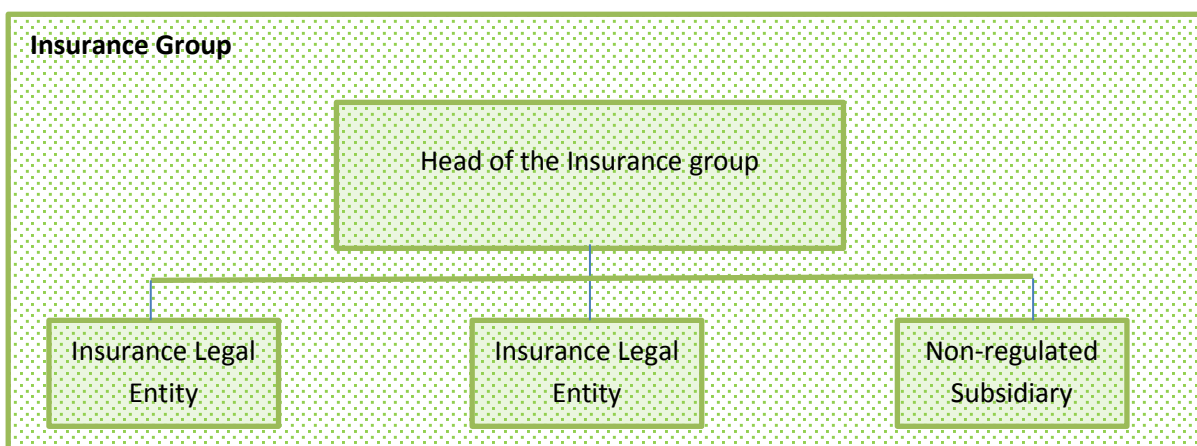 Insurance Group
Head of the Insurance group
Insurance Legal
Entity
Insurance Legal
Entity
Non-regulated
Subsidiary